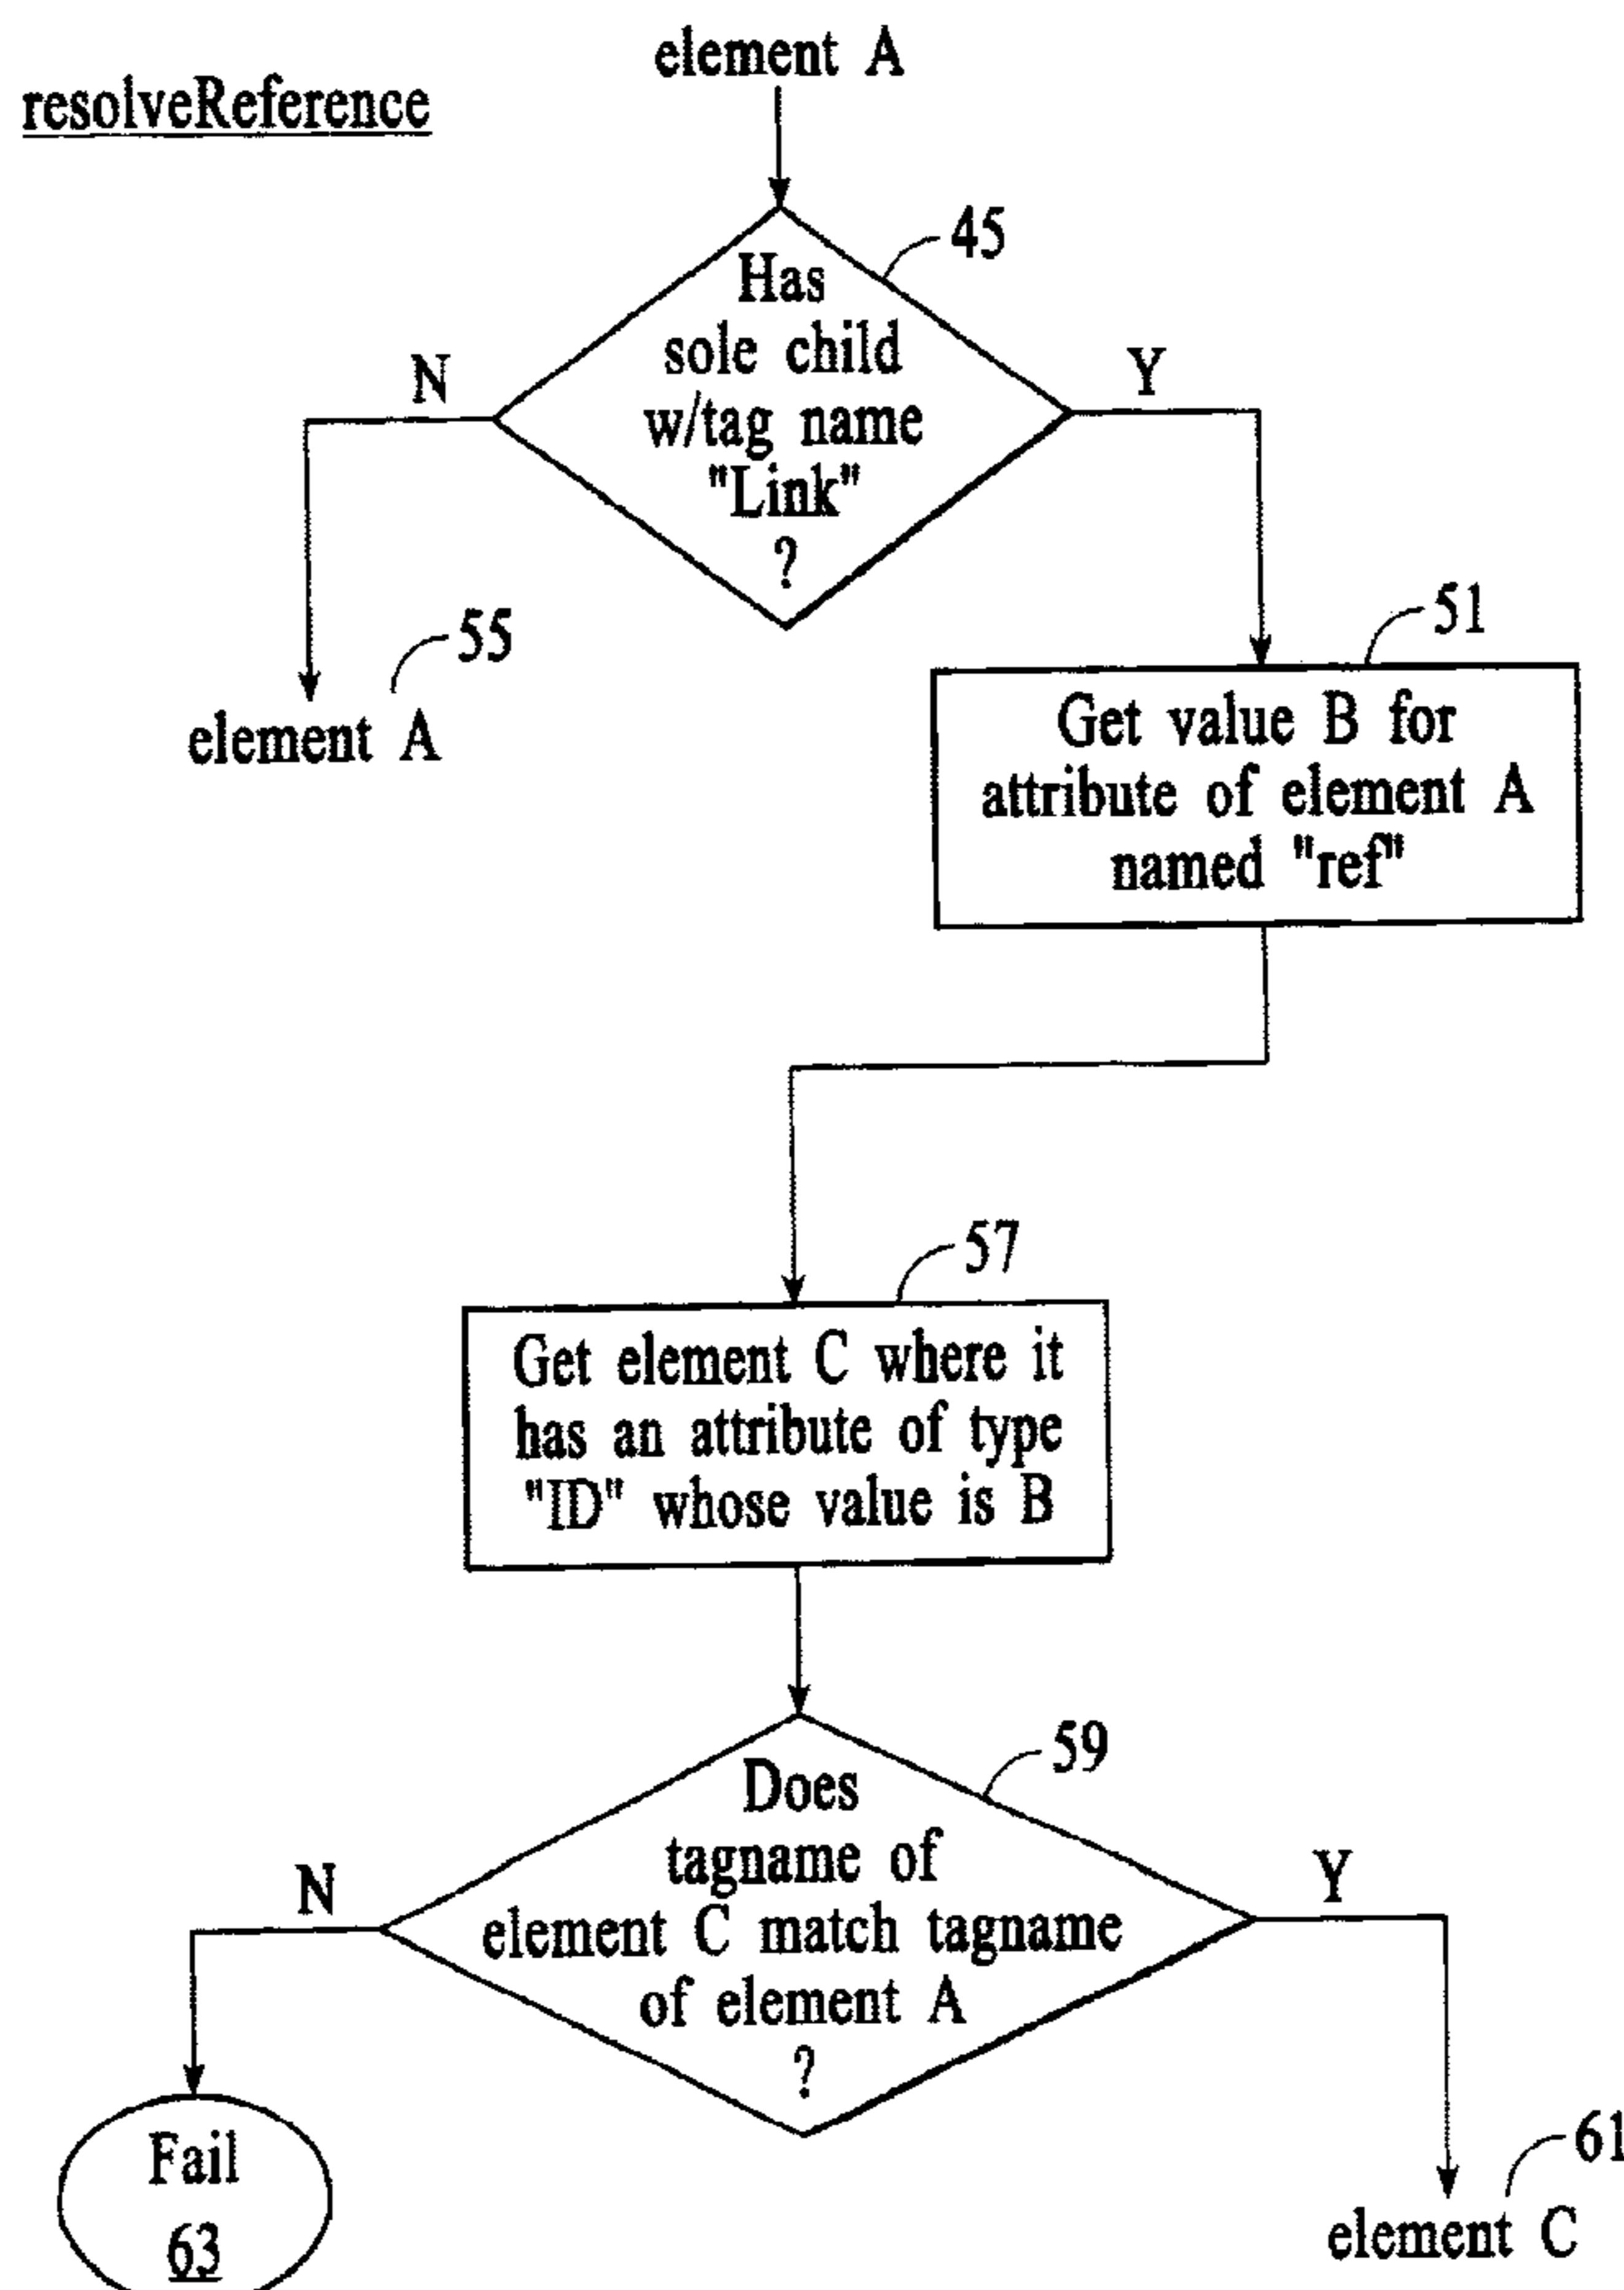 element A
resolveReference
45
Has
sole child
w/tag name
"Link"
?
N
Y
55
element A
51
Get value B for
attribute of element A
named "ref"
57
Get element C where it
has an attribute of type
"ID" whose value is B
59
Does
tagname of
element C match tagname
of element A
?
N
Y
Fail
63
61
element C